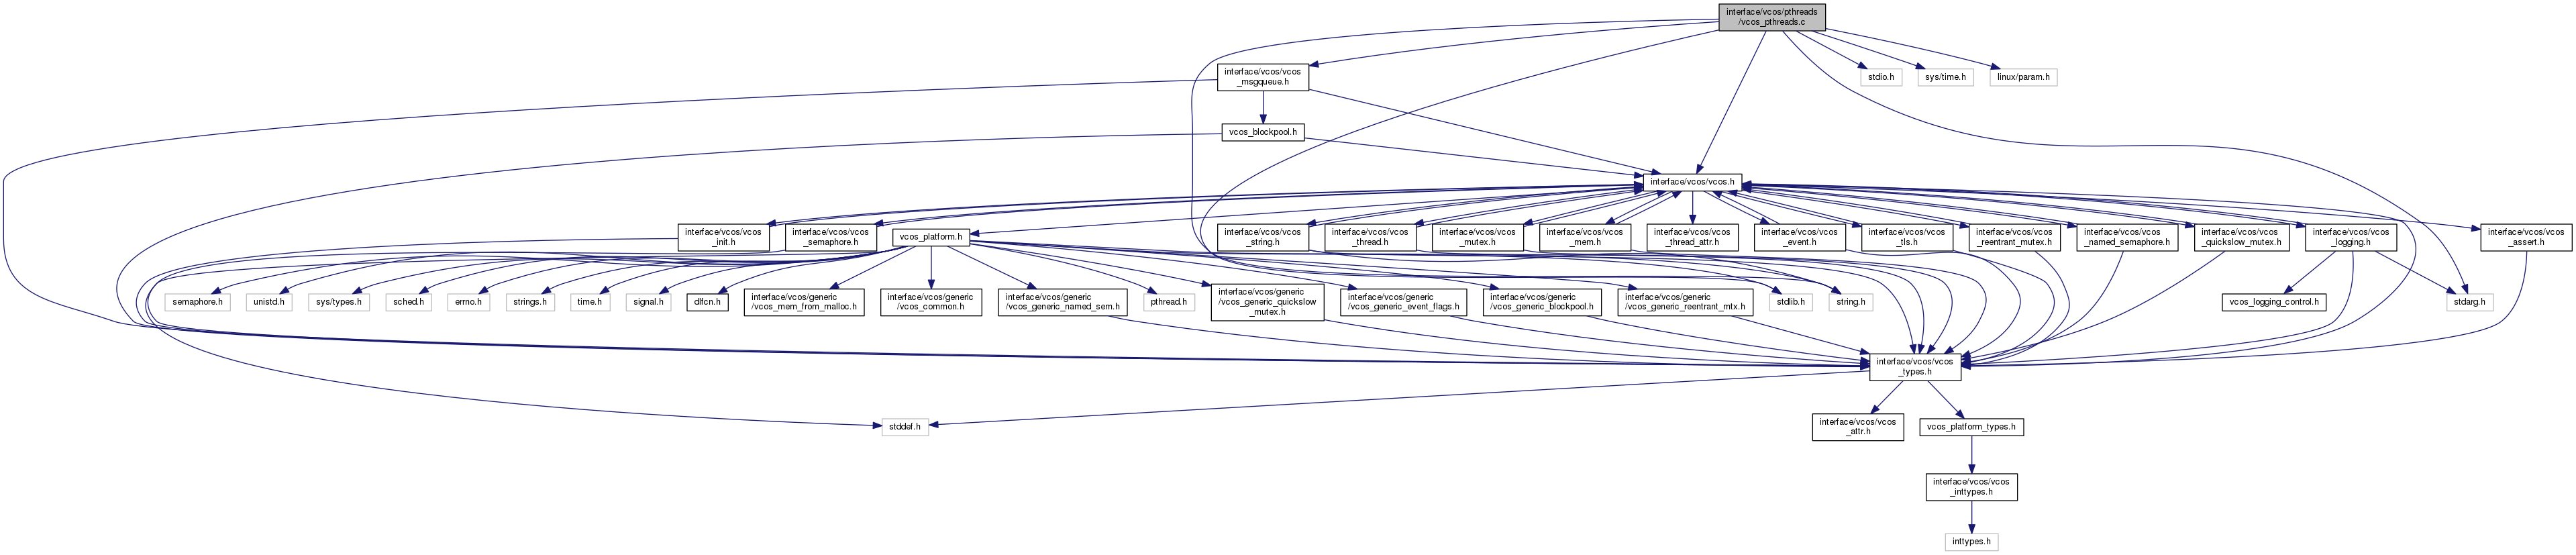 interface/vcos/pthreads
/vcos_pthreads.c
interface/vcos/vcos
_msgqueue.h
stdio.h
sys/time.h
linux/param.h
vcos_blockpool.h
interface/vcos/vcos.h
interface/vcos/vcos
_init.h
interface/vcos/vcos
_semaphore.h
vcos_platform.h
interface/vcos/vcos
_string.h
interface/vcos/vcos
_thread.h
interface/vcos/vcos
_mutex.h
interface/vcos/vcos
_mem.h
interface/vcos/vcos
_thread_attr.h
interface/vcos/vcos
_event.h
interface/vcos/vcos
_tls.h
interface/vcos/vcos
_reentrant_mutex.h
interface/vcos/vcos
_named_semaphore.h
interface/vcos/vcos
_quickslow_mutex.h
interface/vcos/vcos
_logging.h
interface/vcos/vcos
_assert.h
semaphore.h
unistd.h
sys/types.h
sched.h
errno.h
strings.h
time.h
signal.h
dlfcn.h
interface/vcos/generic
/vcos_mem_from_malloc.h
interface/vcos/generic
/vcos_common.h
interface/vcos/generic
/vcos_generic_named_sem.h
pthread.h
interface/vcos/generic
/vcos_generic_quickslow
_mutex.h
interface/vcos/generic
/vcos_generic_event_flags.h
interface/vcos/generic
/vcos_generic_blockpool.h
interface/vcos/generic
/vcos_generic_reentrant_mtx.h
stdlib.h
string.h
vcos_logging_control.h
stdarg.h
interface/vcos/vcos
_types.h
stddef.h
interface/vcos/vcos
_attr.h
vcos_platform_types.h
interface/vcos/vcos
_inttypes.h
inttypes.h